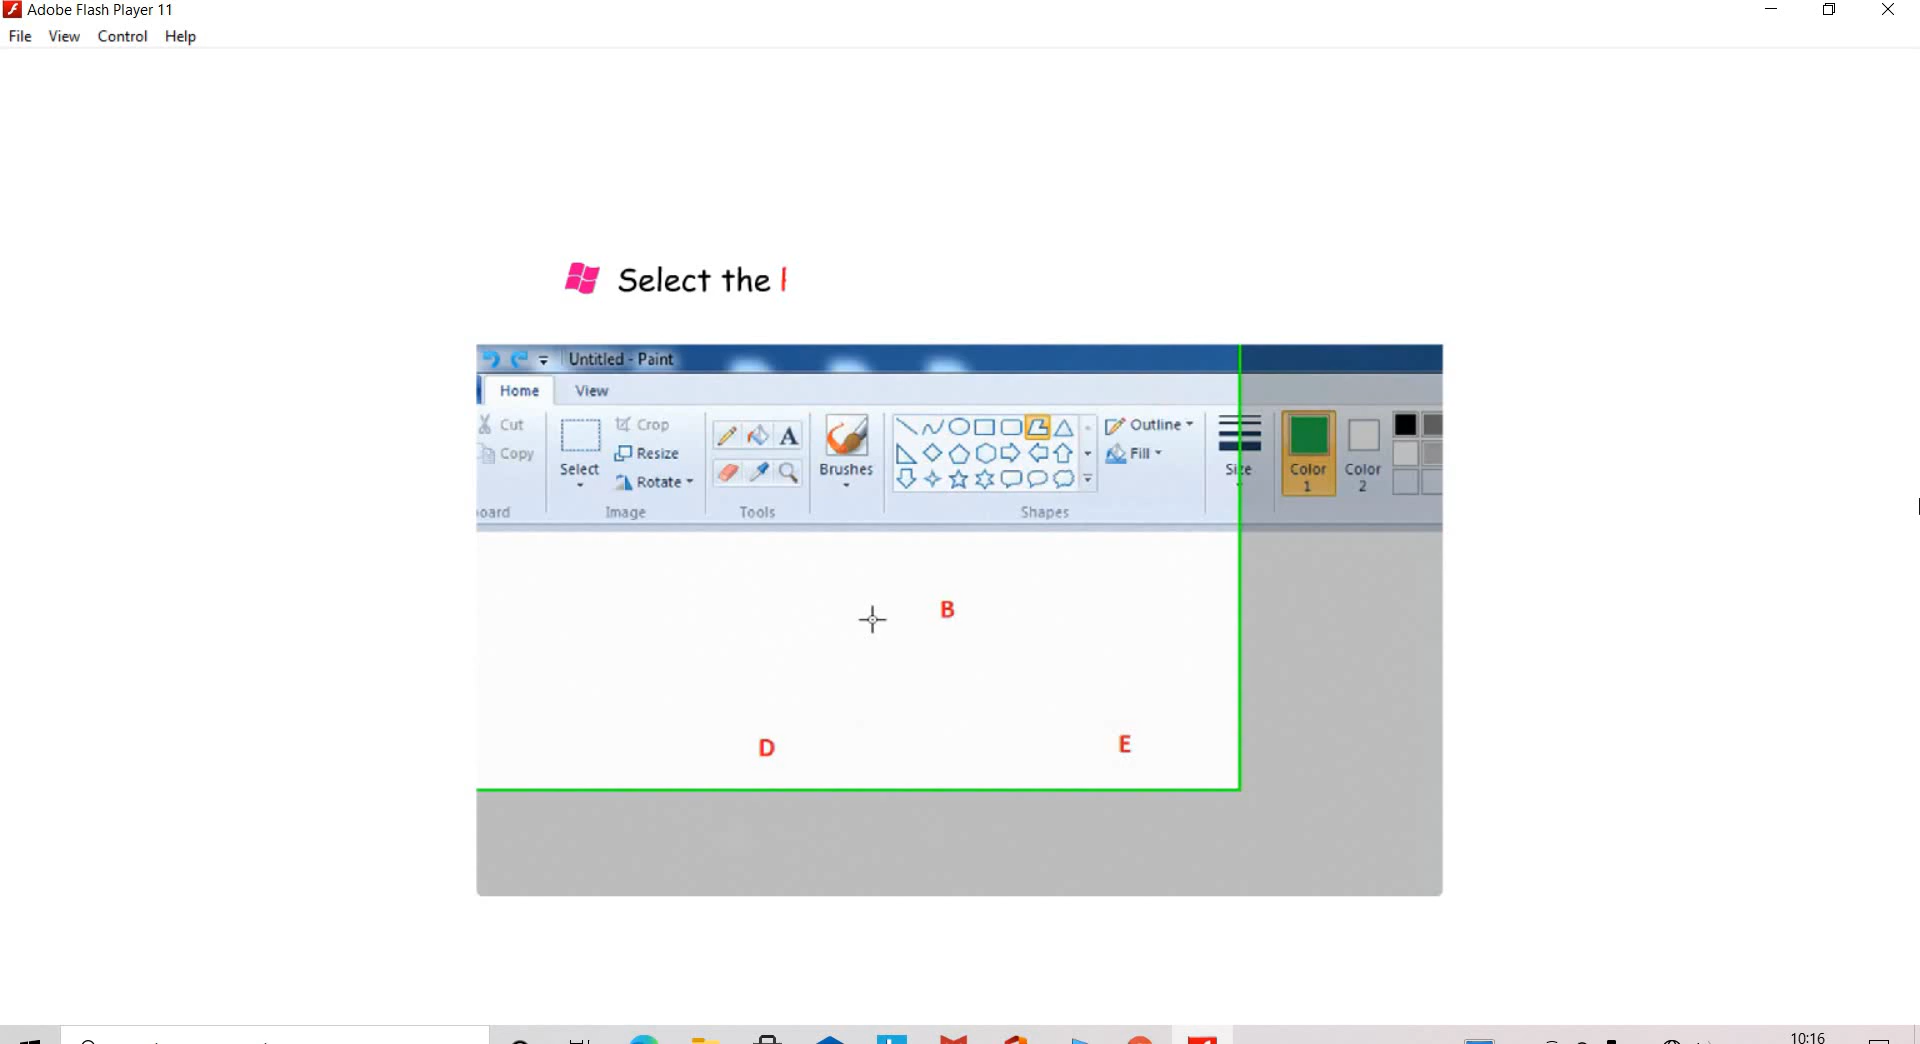 Adobe Flash Player 11
File View Control Help
Select the
Untitled - Paint
Home View
Cut Crop Outline
Copy Select Resize Brushes Fill Size Color 1 Color 2
Rotate
oard Image Tools Shapes
A
B
D E
10:16